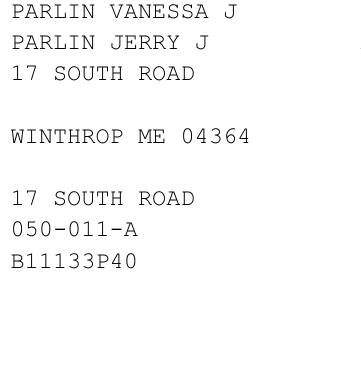 PARLIN VANESSA J
PARLIN JERRY J
17 SOUTH ROAD
WINTHROP ME 04364
17 SOUTH ROAD
050-011-A
B11133P40